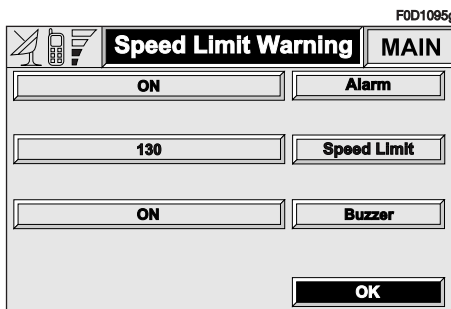 F0D1095g
Speed Limit Warning MAIN
ON Alarm
130 Speed Limit
ON Buzzer
OK